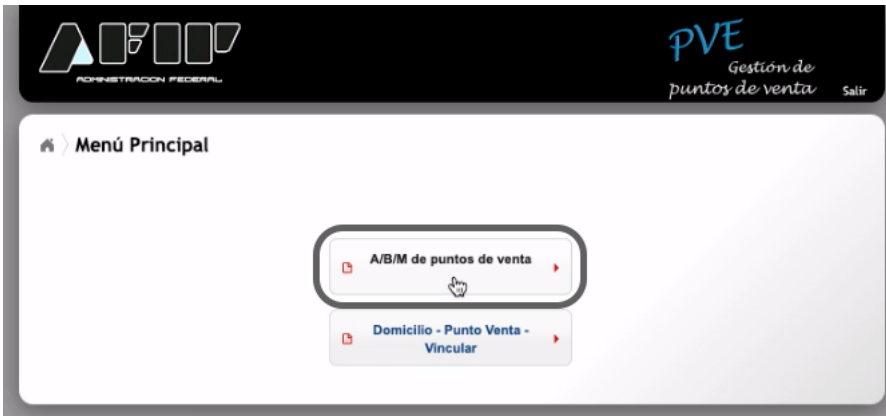 AFIP
ADMINISTRACION FEDERAL
PVE
Gestión de
puntos de venta
Salir
Menú Principal
A/B/M de puntos de venta
Domicilio - Punto Venta -
Vincular